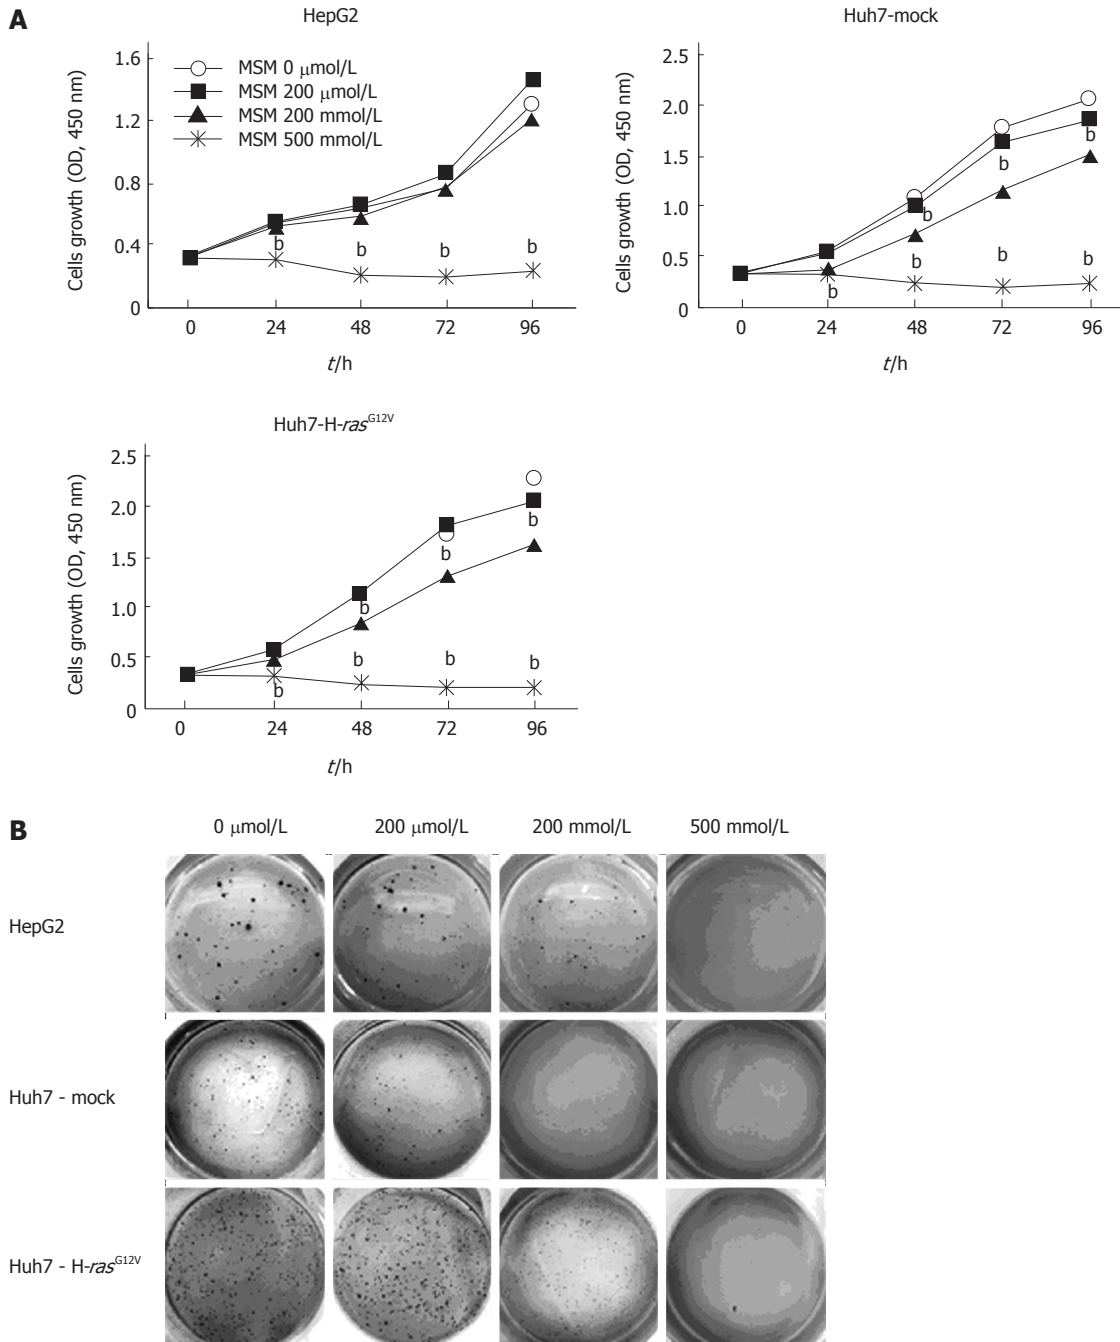 A
HepG2
1.6
1.2
0.8
0.4
0
Cells growth (OD, 450 nm)
MSM 0 μmol/L
MSM 200 μmol/L
MSM 200 mmol/L
MSM 500 mmol/L
b
b
b
b
0 24 48 72 96
t/h
Huh7-mock
2.5
2.0
1.5
1.0
0.5
0
Cells growth (OD, 450 nm)
b
b
b
b
b
b
b
0 24 48 72 96
t/h
Huh7-H-ras^G12V
2.5
2.0
1.5
1.0
0.5
0
Cells growth (OD, 450 nm)
b
b
b
b
b
b
b
0 24 48 72 96
t/h
B
0 μmol/L 200 μmol/L 200 mmol/L 500 mmol/L
HepG2
Huh7 - mock
Huh7 - H-ras^G12V